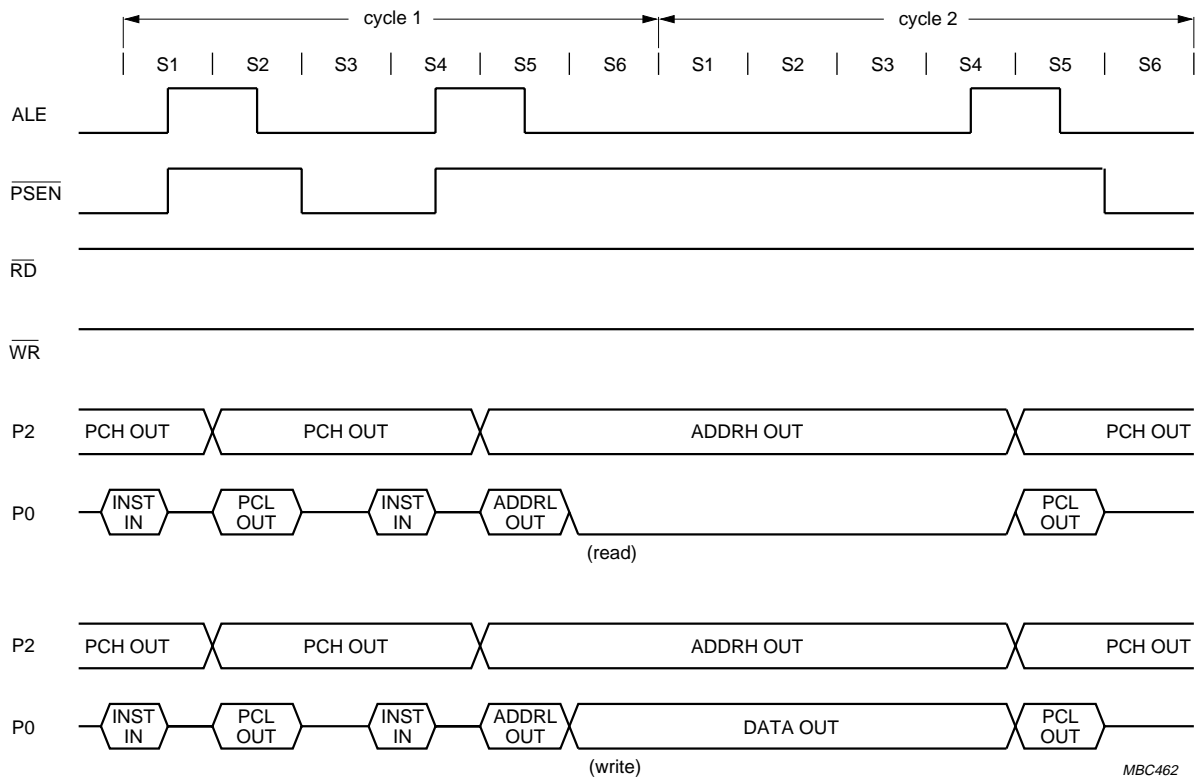 cycle 1 cycle 2
S1 S2 S3 S4 S5 S6 S1 S2 S3 S4 S5 S6
ALE
PSEN
RD
WR
P2 PCH OUT PCH OUT ADDRH OUT PCH OUT
P0 INST IN PCL OUT INST IN ADDRL OUT PCL OUT
(read)
P2 PCH OUT PCH OUT ADDRH OUT PCH OUT
P0 INST IN PCL OUT INST IN ADDRL OUT DATA OUT PCL OUT
(write)
MBC462